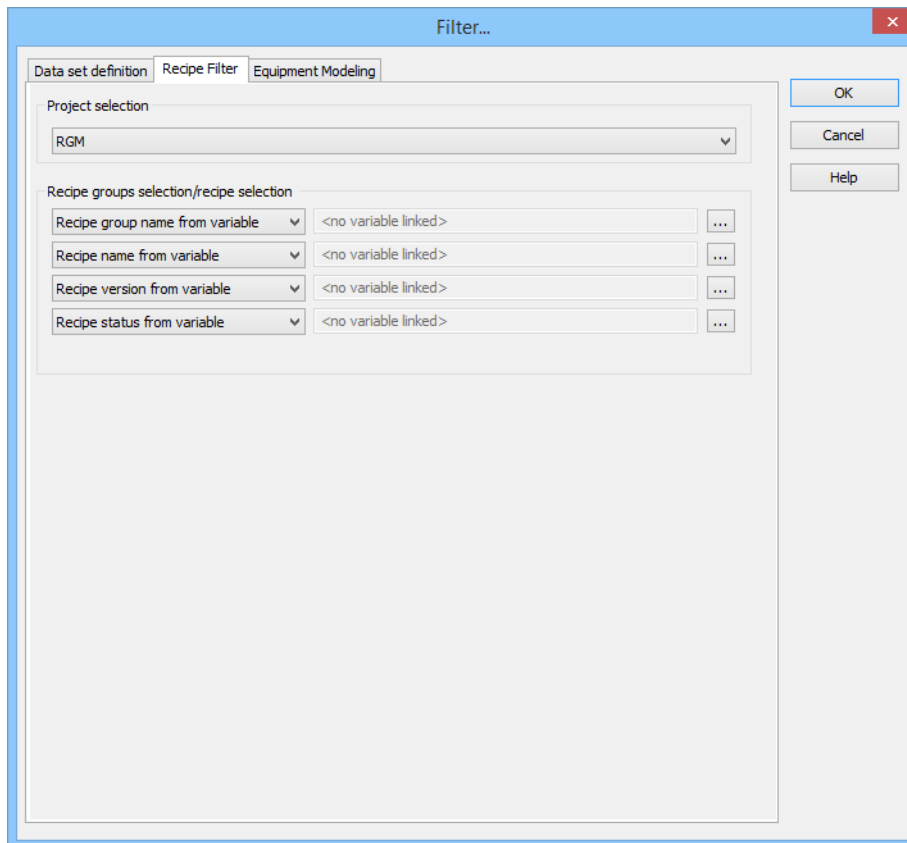 Filter...
Data set definition Recipe Filter Equipment Modeling
OK
Project selection
RGM
Cancel
Help
Recipe groups selection/recipe selection
Recipe group name from variable <no variable linked> ...
Recipe name from variable <no variable linked> ...
Recipe version from variable <no variable linked> ...
Recipe status from variable <no variable linked> ...